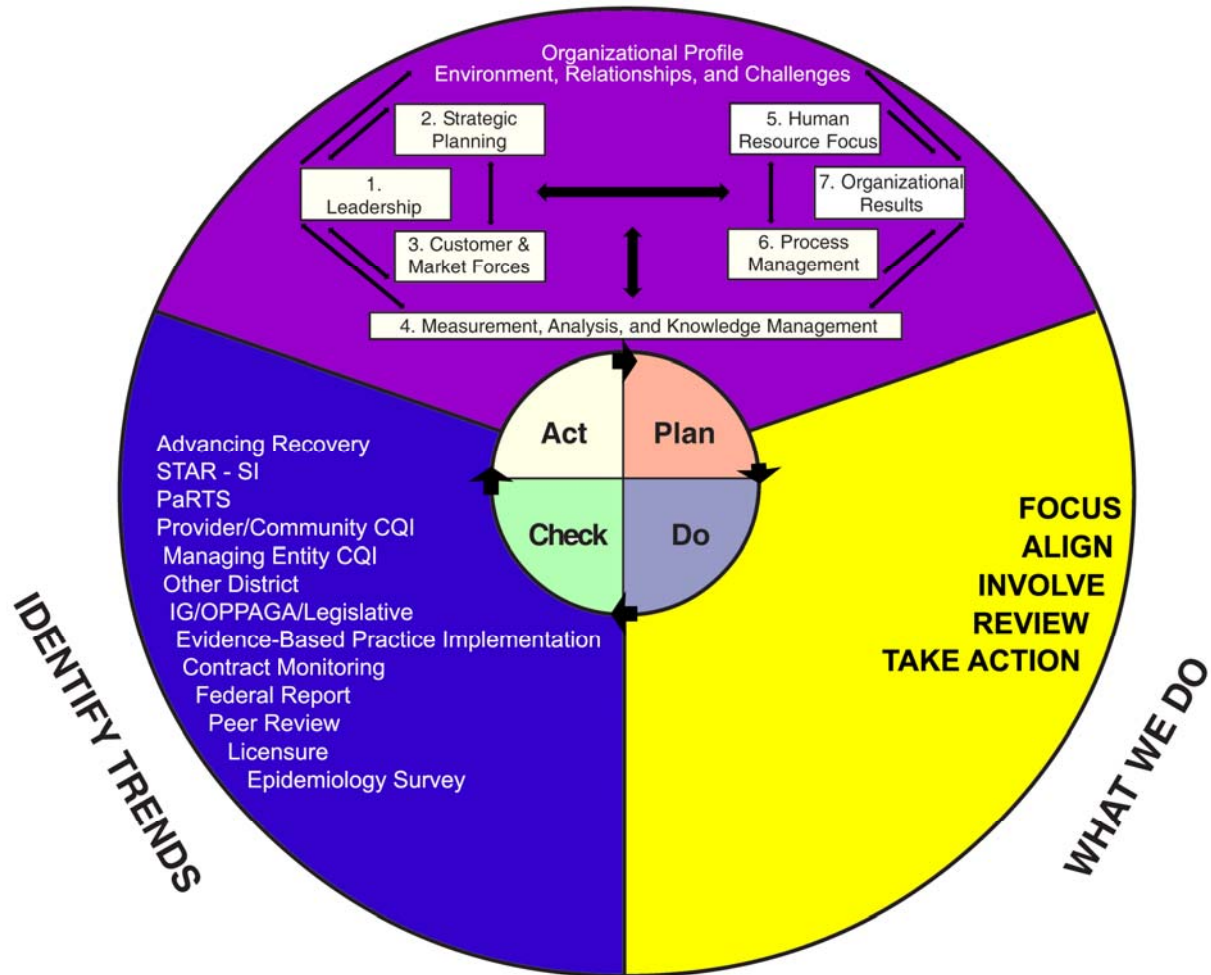 Organizational Profile
Environment, Relationships, and Challenges
2. Strategic
Planning
5. Human
Resource Focus
1.
Leadership
7. Organizational
Results
3. Customer &
Market Forces
6. Process
Management
4. Measurement, Analysis, and Knowledge Management
Act
Plan
Check
Do
Advancing Recovery
STAR - SI
PaRTS
Provider/Community CQI
Managing Entity CQI
Other District
IG/OPPAGA/Legislative
Evidence-Based Practice Implementation
Contract Monitoring
Federal Report
Peer Review
Licensure
Epidemiology Survey
FOCUS
ALIGN
INVOLVE
REVIEW
TAKE ACTION
IDENTIFY TRENDS
WHAT WE DO